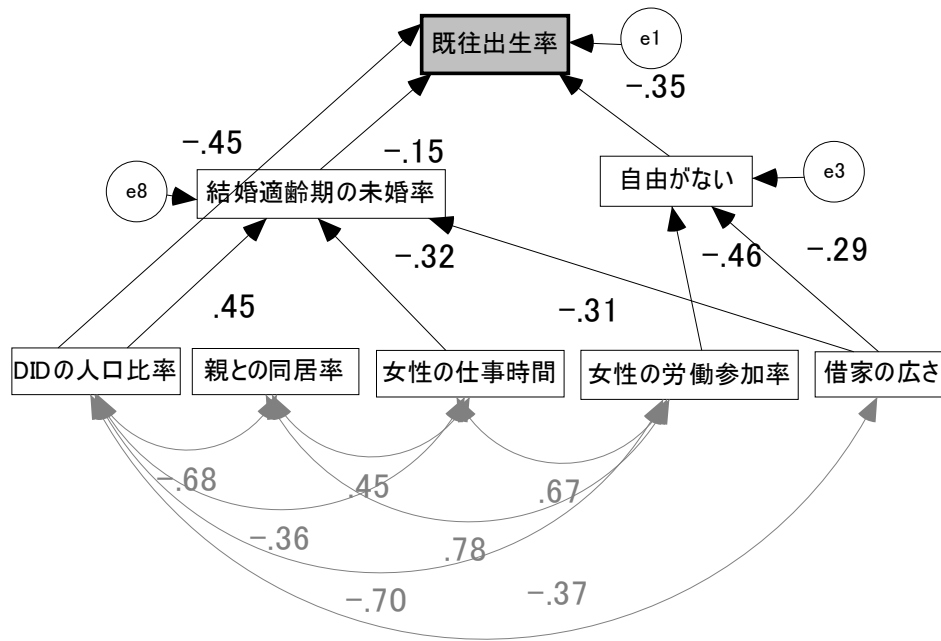 既往出生率
e1
-.35
-.45
-.15
e8
結婚適齢期の未婚率
自由がない
e3
-.32
-.46
-.29
.45
-.31
DIDの人口比率
親との同居率
女性の仕事時間
女性の労働参加率
借家の広さ
-.68
.45
.67
-.36
.78
-.70
-.37